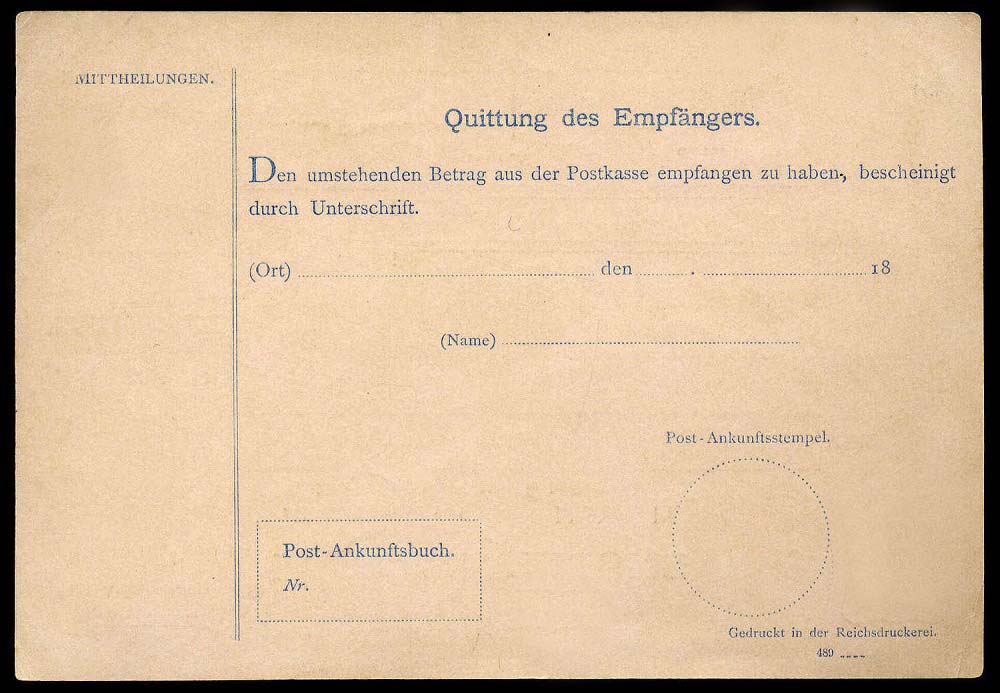 MITTHEILUNGEN.
Quittung des Empfängers.
Den umstehenden Betrag aus der Postkasse empfangen zu haben, bescheinigt
durch Unterschrift.
(Ort) den . 18
(Name)
Post-Ankunftsstempel.
Post-Ankunftsbuch.
Nr.
Gedruckt in der Reichsdruckerei.
489